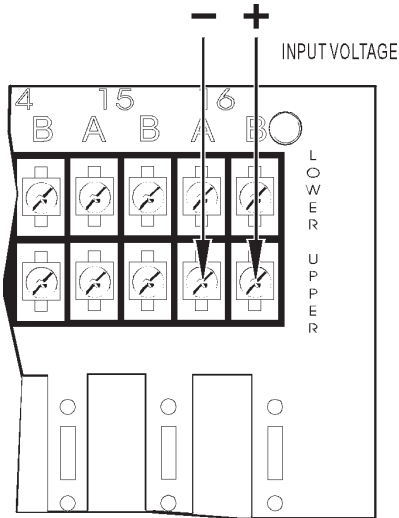 − +
INPUT VOLTAGE
4 15 16
B A B A B
LOWER UPPER